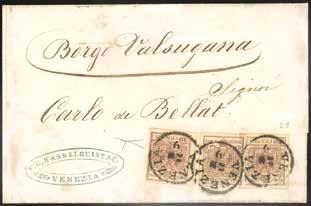 Borgo Valsugana
Signor
Carlo de Bellat
HASSELQUIST & C.
VENEZIA
VENEZIA